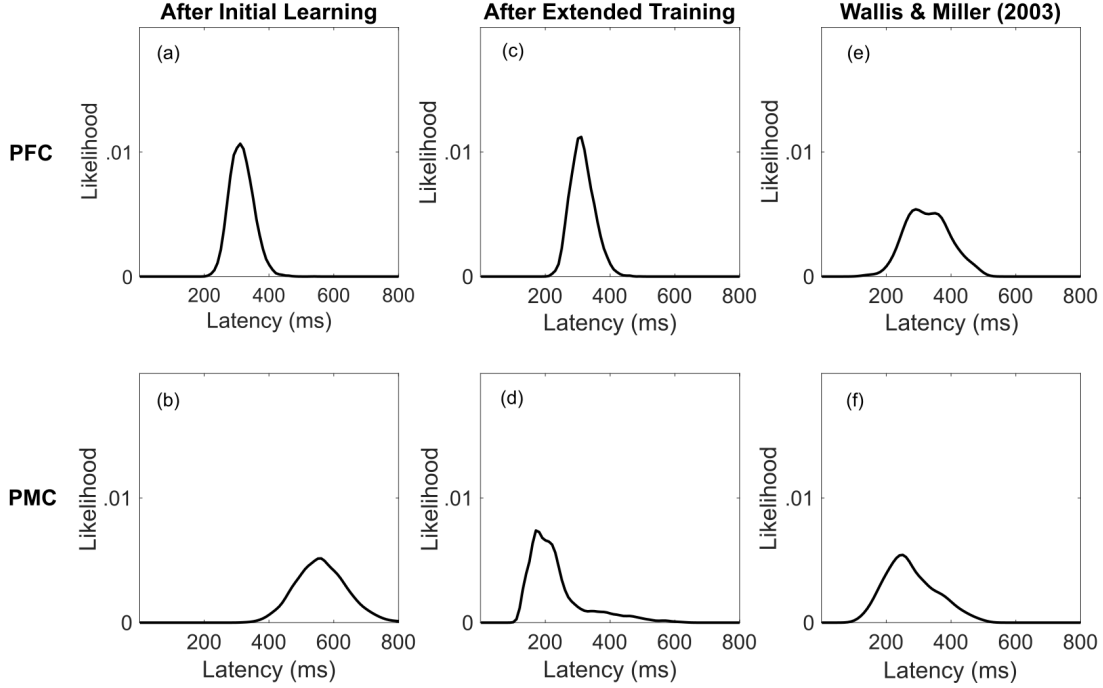 After Initial Learning
After Extended Training
Wallis & Miller (2003)
PFC
(a)
Likelihood
.01
0
200 400 600 800
Latency (ms)
(c)
Likelihood
.01
0
200 400 600 800
Latency (ms)
(e)
Likelihood
.01
0
200 400 600 800
Latency (ms)
PMC
(b)
Likelihood
.01
0
200 400 600 800
Latency (ms)
(d)
Likelihood
.01
0
200 400 600 800
Latency (ms)
(f)
Likelihood
.01
0
200 400 600 800
Latency (ms)